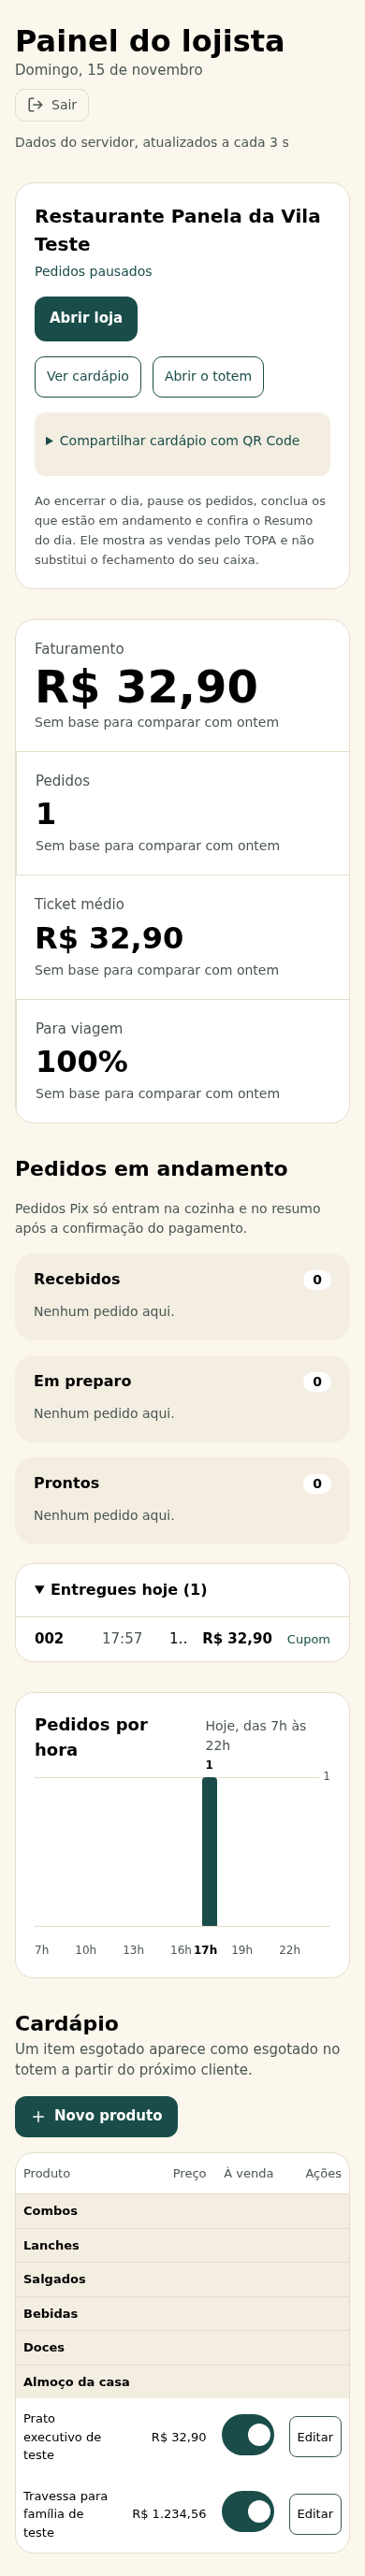 Painel do lojista
Domingo, 15 de novembro
Sair
Dados do servidor, atualizados a cada 3 s
Restaurante Panela da Vila
Teste
Pedidos pausados
Abrir loja
Ver cardápio
Abrir o totem
Compartilhar cardápio com QR Code
Ao encerrar o dia, pause os pedidos, conclua os
que estão em andamento e confira o Resumo
do dia. Ele mostra as vendas pelo TOPA e não
substitui o fechamento do seu caixa.
Faturamento
R$ 32,90
Sem base para comparar com ontem
Pedidos
1
Sem base para comparar com ontem
Ticket médio
R$ 32,90
Sem base para comparar com ontem
Para viagem
100%
Sem base para comparar com ontem
Pedidos em andamento
Pedidos Pix só entram na cozinha e no resumo
após a confirmação do pagamento.
Recebidos 0
Nenhum pedido aqui.
Em preparo 0
Nenhum pedido aqui.
Prontos 0
Nenhum pedido aqui.
Entregues hoje (1)
002 17:57 1.. R$ 32,90 Cupom
Pedidos por
hora
Hoje, das 7h às
22h
1
1
7h 10h 13h 16h 17h 19h 22h
Cardápio
Um item esgotado aparece como esgotado no
totem a partir do próximo cliente.
+ Novo produto
Produto Preço À venda Ações
Combos
Lanches
Salgados
Bebidas
Doces
Almoço da casa
Prato
executivo de
teste
R$ 32,90
Editar
Travessa para
família de
teste
R$ 1.234,56
Editar